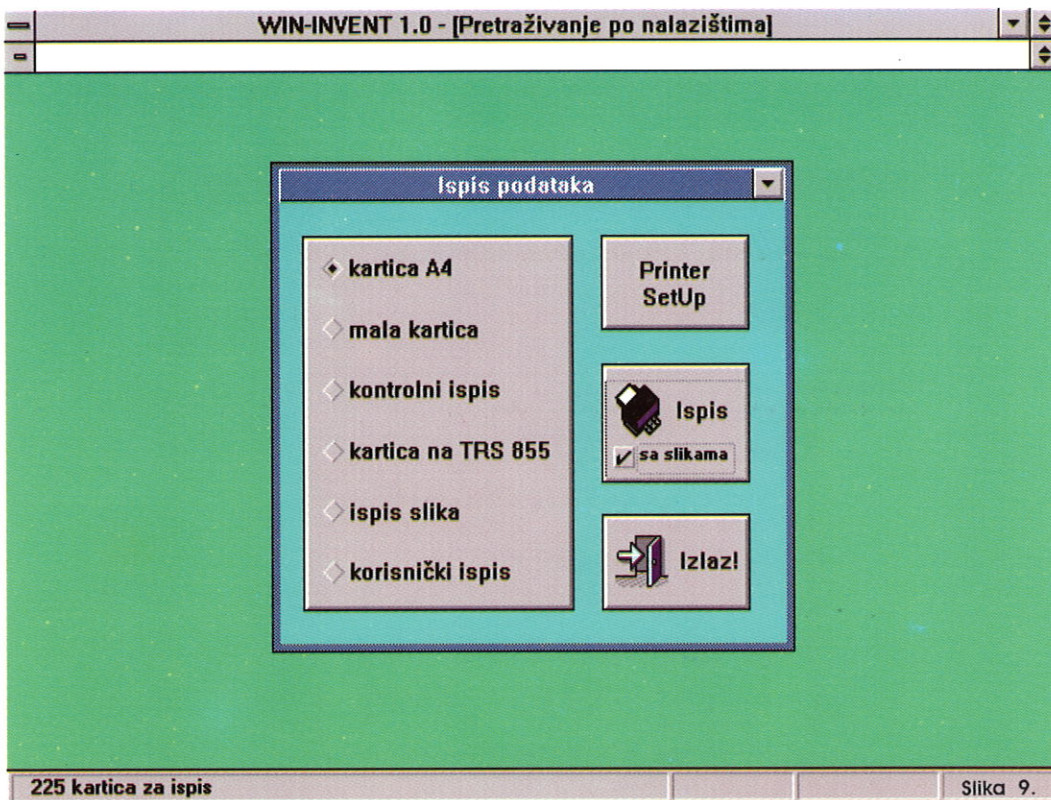 WIN-INVENT 1.0 - [Pretraživanje po nalazištima]
Ispis podataka
kartica A4
mala kartica
kontrolni ispis
kartica na TRS 855
ispis slika
korisnički ispis
Printer
SetUp
Ispis
sa slikama
Izlaz!
225 kartica za ispis
Slika 9.